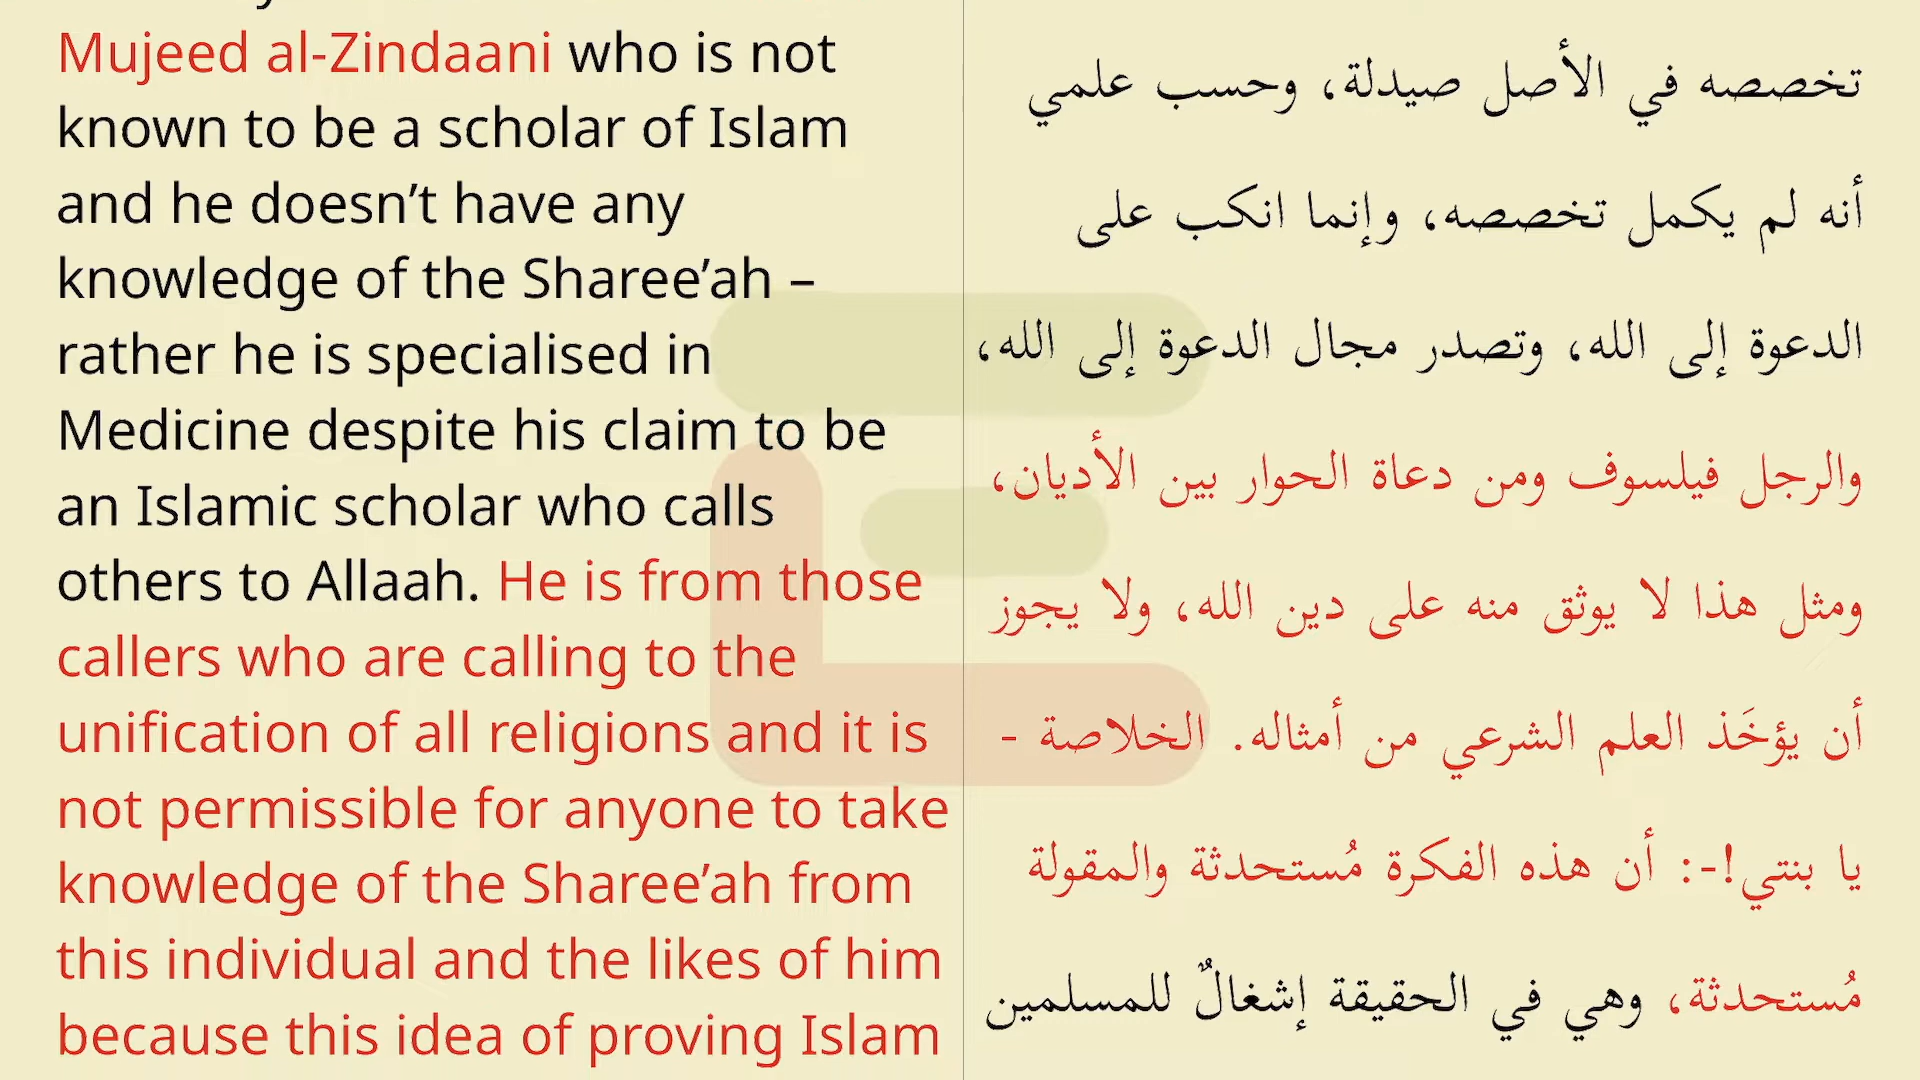 Mujeed al-Zindaani who is not
known to be a scholar of Islam
and he doesn’t have any
knowledge of the Sharee’ah –
rather he is specialised in
Medicine despite his claim to be
an Islamic scholar who calls
others to Allaah. He is from those
callers who are calling to the
unification of all religions and it is
not permissible for anyone to take
knowledge of the Sharee’ah from
this individual and the likes of him
because this idea of proving Islam
تخصصه في الأصل صيدلة، وحسب علمي
أنه لم يكمل تخصصه، وإنما انكب على
الدعوة إلى الله، وتصدر مجال الدعوة إلى الله،
والرجل فيلسوف ومن دعاة الحوار بين الأديان،
ومثل هذا لا يوثق منه على دين الله، ولا يجوز
أن يؤخَذ العلم الشرعي من أمثاله. الخلاصة -
يا بنتي!-: أن هذه الفكرة مُستحدثة والمقولة
مُستحدثة، وهي في الحقيقة إشغالٌ للمسلمين